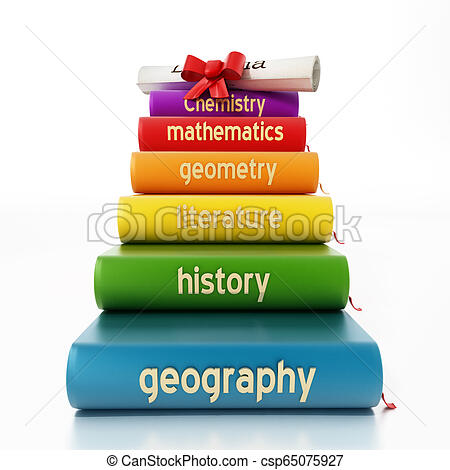 Chemistry
mathematics
geometry
literature
history
geography
© CanStockPhoto.com - csp65075927